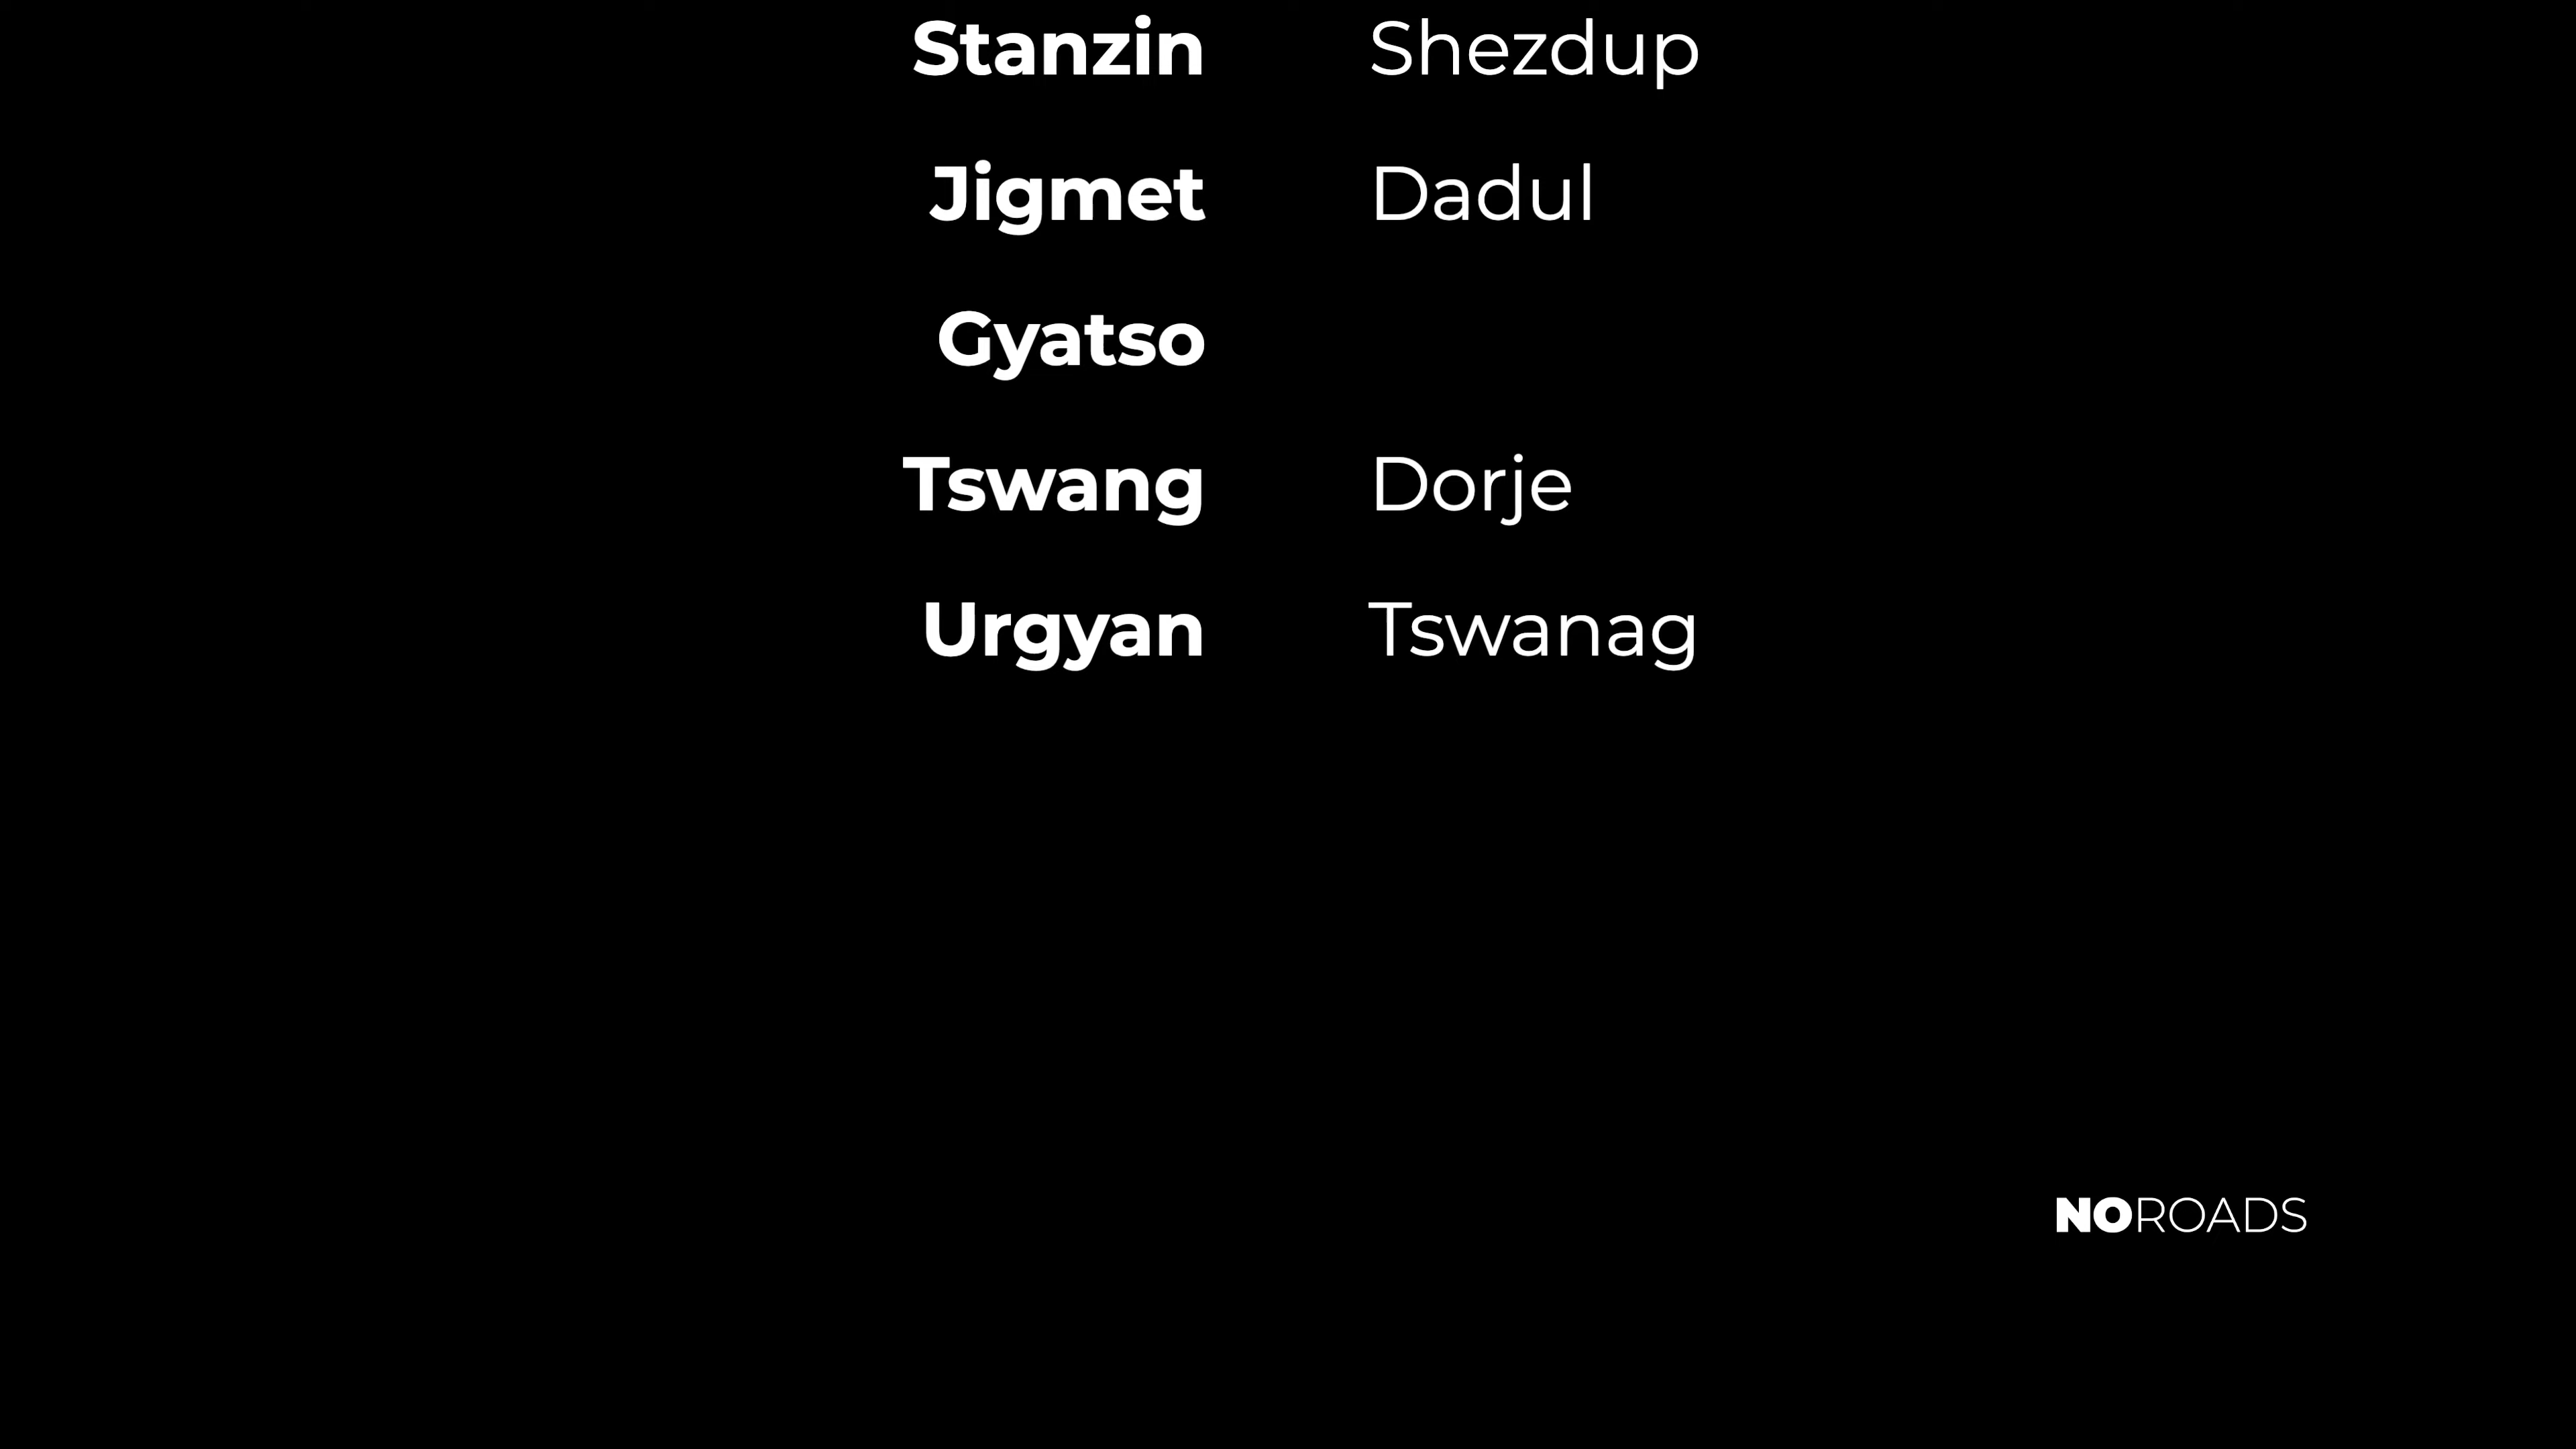 Stanzin Shezdup
Jigmet Dadul
Gyatso
Tswang Dorje
Urgyan Tswanag
NOROADS